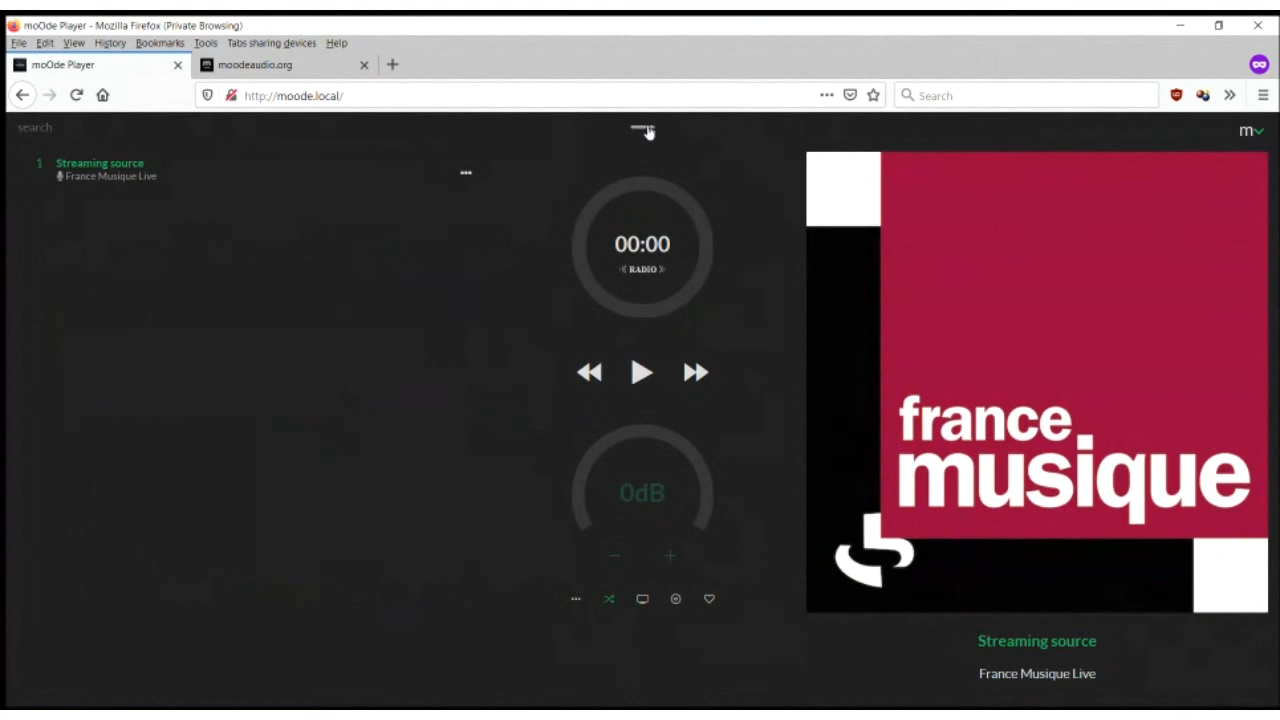 moOde Player - Mozilla Firefox (Private Browsing)
File Edit View History Bookmarks Tools Tabs sharing devices Help
moOde Player
moodeaudio.org
http://moode.local/
Search
search
m
1 Streaming source
France Musique Live
00:00
RADIO
0dB
france
musique
Streaming source
France Musique Live